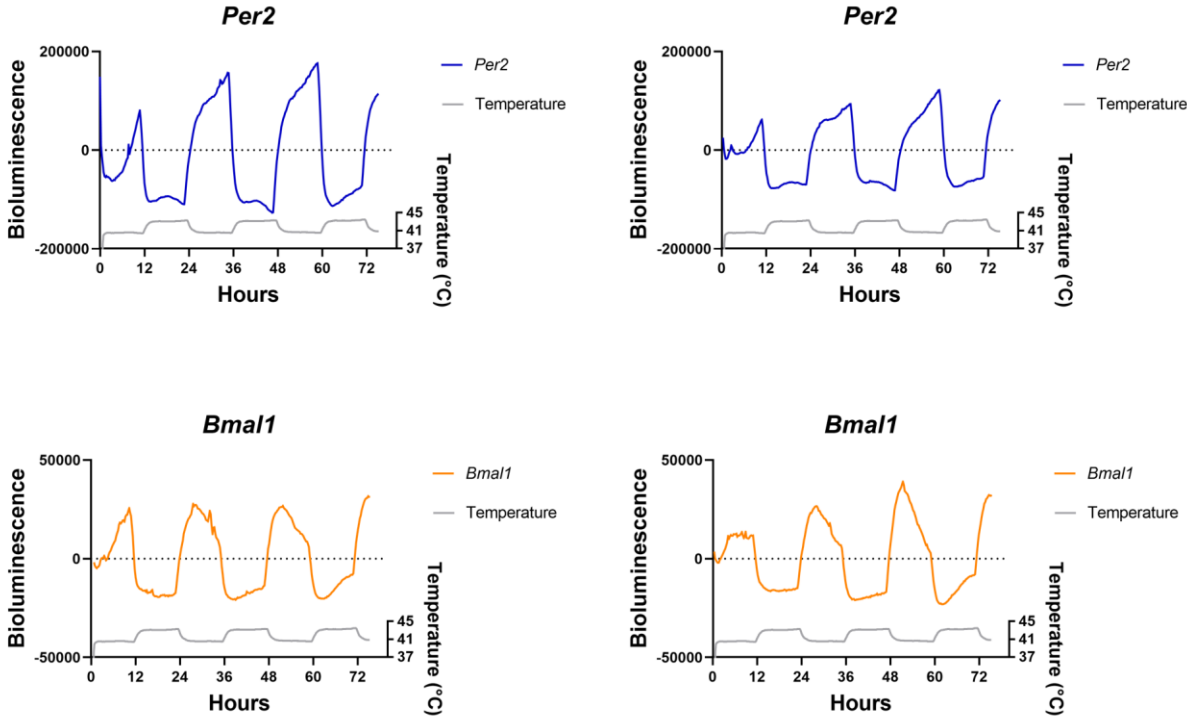 Per2
200000
0
-200000
Bioluminescence
0 12 24 36 48 60 72
Hours
45
41
37
Temperature (°C)
Per2
Temperature
Per2
200000
0
-200000
Bioluminescence
0 12 24 36 48 60 72
Hours
45
41
37
Temperature (°C)
Per2
Temperature
Bmal1
50000
0
-50000
Bioluminescence
0 12 24 36 48 60 72
Hours
45
41
37
Temperature (°C)
Bmal1
Temperature
Bmal1
50000
0
-50000
Bioluminescence
0 12 24 36 48 60 72
Hours
45
41
37
Temperature (°C)
Bmal1
Temperature